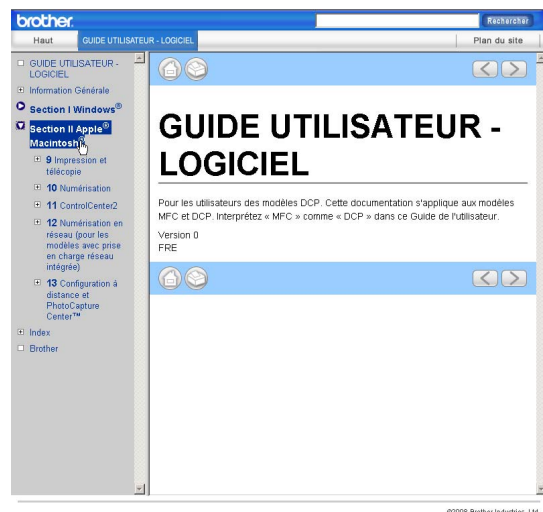 brother.
Rechercher
Haut
GUIDE UTILISATEUR - LOGICIEL
Plan du site
GUIDE UTILISATEUR -
LOGICIEL
Information Générale
Section I Windows®
Section II Apple®
Macintosh®
9 Impression et
télécopie
10 Numérisation
11 ControlCenter2
12 Numérisation en
réseau (pour les
modèles avec prise
en charge réseau
intégrée)
13 Configuration à
distance et
PhotoCapture
Center™
Index
Brother
GUIDE UTILISATEUR -
LOGICIEL
Pour les utilisateurs des modèles DCP. Cette documentation s'applique aux modèles
MFC et DCP. Interprétez « MFC » comme « DCP » dans ce Guide de l'utilisateur.
Version 0
FRE
©2008 Brother Industries, Ltd.